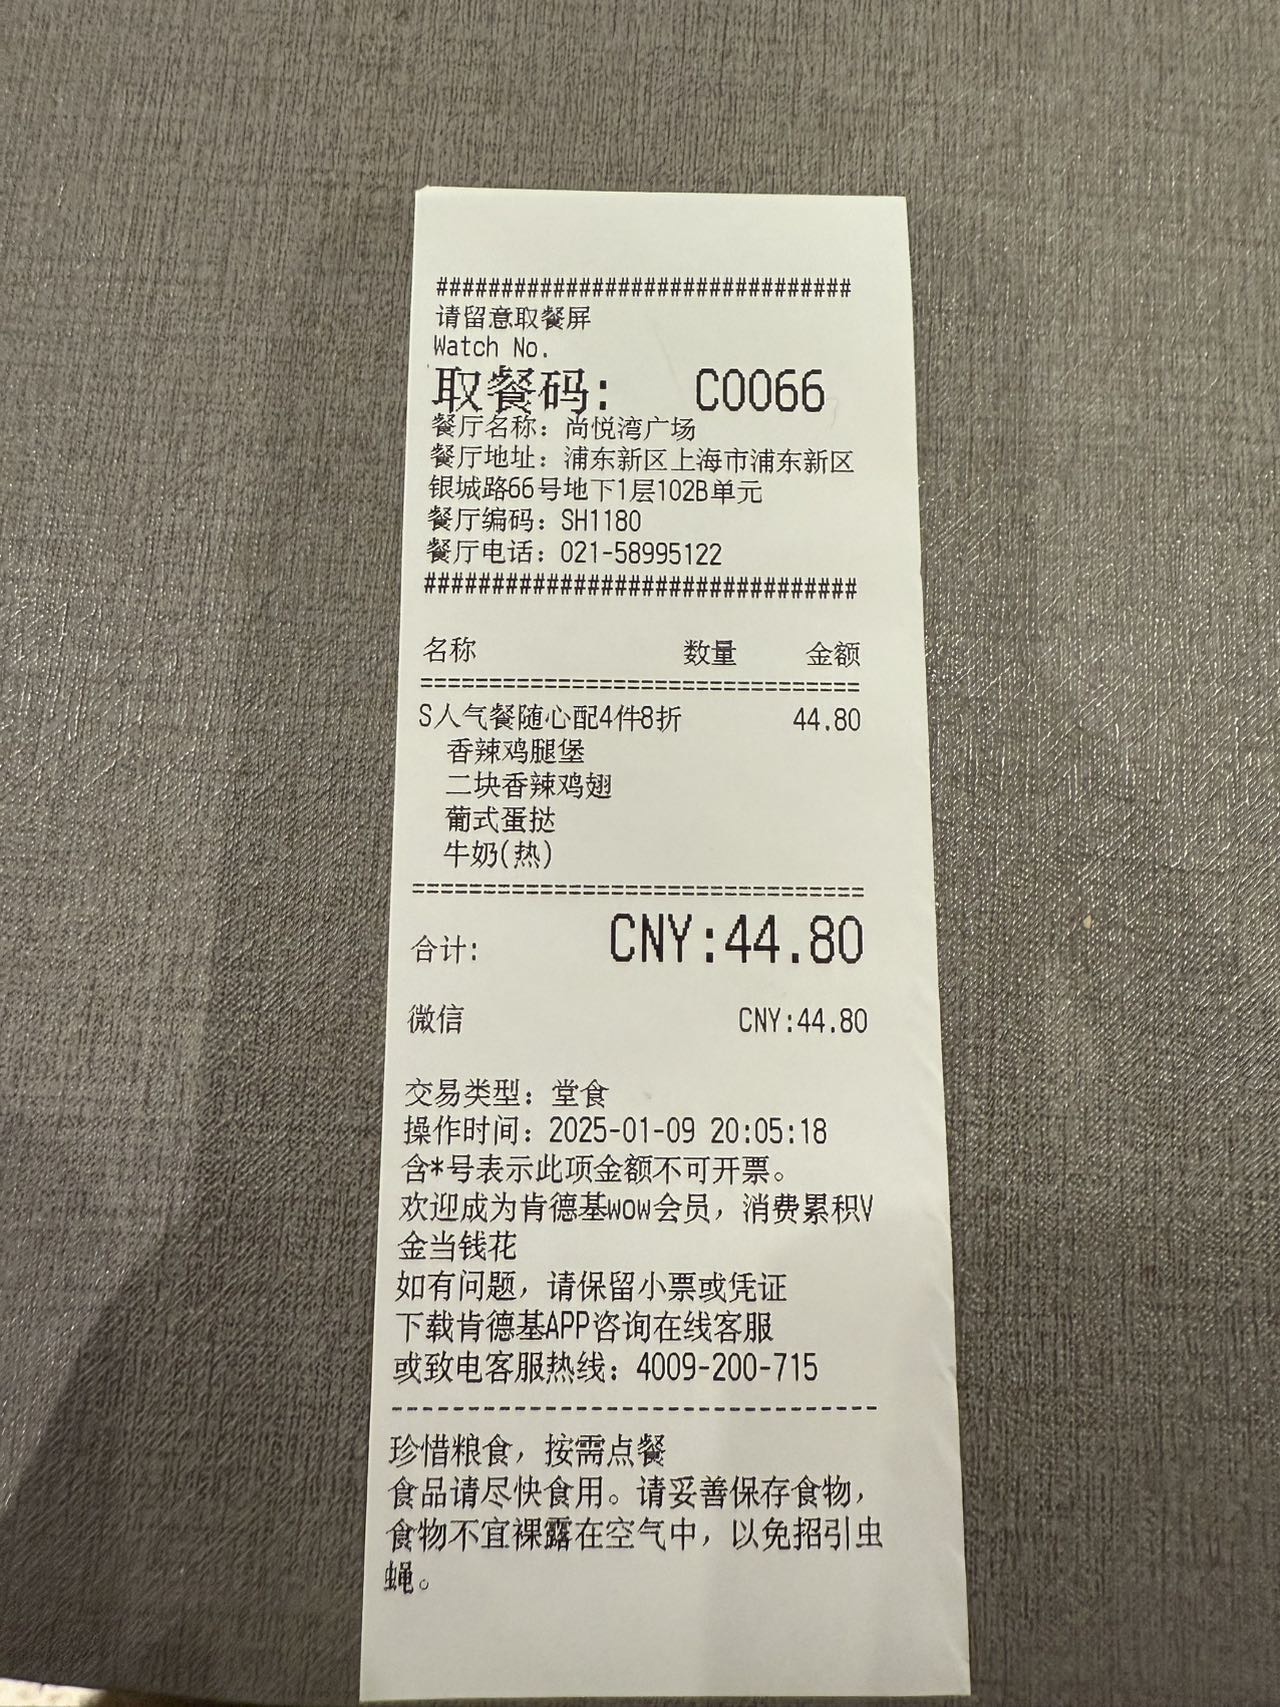 ################################
请留意取餐屏
Watch No.
取餐码: C0066
餐厅名称: 尚悦湾广场
餐厅地址: 浦东新区上海市浦东新区
银城路66号地下1层102B单元
餐厅编码: SH1180
餐厅电话: 021-58995122
################################
名称 数量 金额
================================
S人气餐随心配4件8折 44.80
香辣鸡腿堡
二块香辣鸡翅
葡式蛋挞
牛奶(热)
================================
合计: CNY:44.80
微信 CNY:44.80
交易类型: 堂食
操作时间: 2025-01-09 20:05:18
含*号表示此项金额不可开票。
欢迎成为肯德基wow会员，消费累积V
金当钱花
如有问题，请保留小票或凭证
下载肯德基APP咨询在线客服
或致电客服热线: 4009-200-715
--------------------------------
珍惜粮食，按需点餐
食品请尽快食用。请妥善保存食物，
食物不宜裸露在空气中，以免招引虫
蝇。